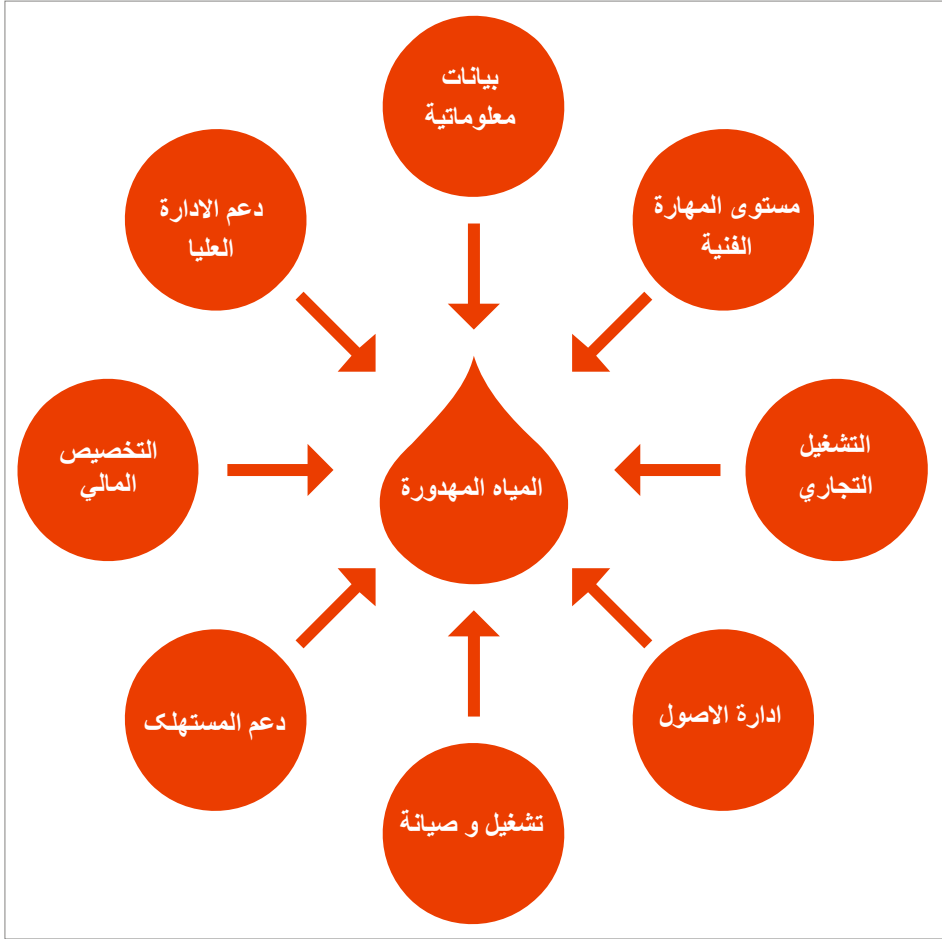 بيانات
معلوماتية
مستوى المهارة
الفنية
دعم الادارة
العليا
التشغيل
التجاري
التخصيص
المالي
المياه المهدورة
ادارة الاصول
دعم المستهلک
تشغيل و صيانة